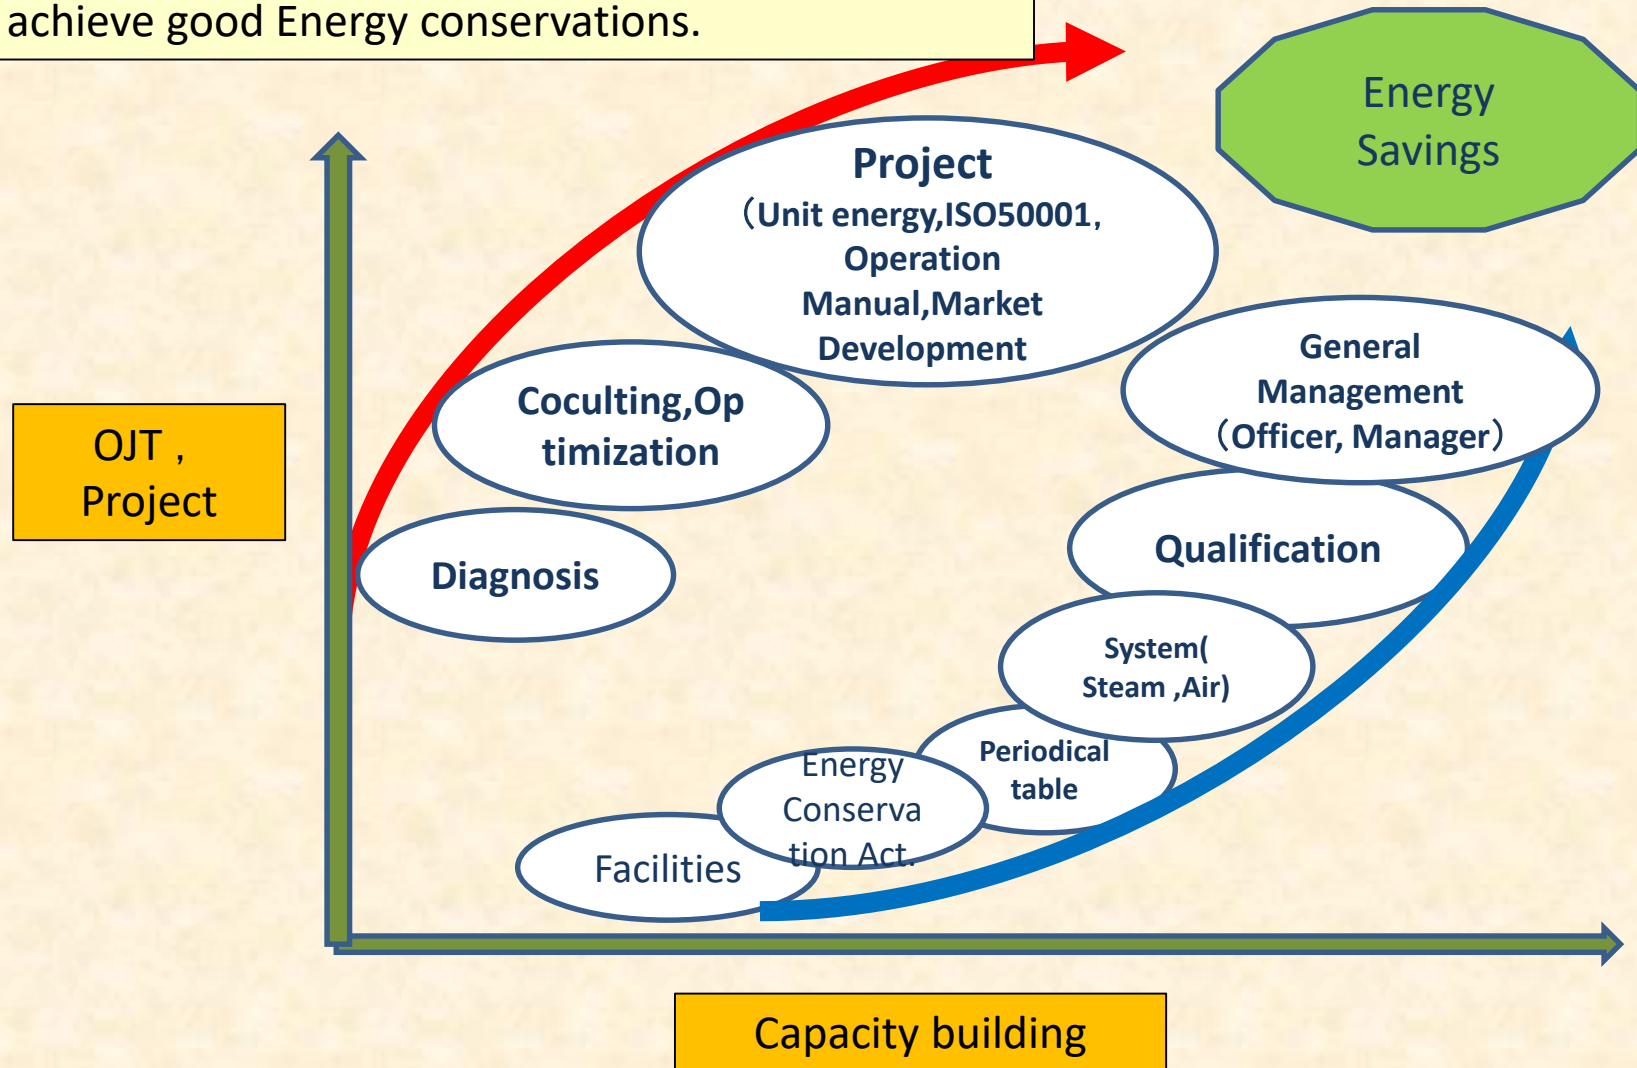 achieve good Energy conservations.
Energy
Savings
Project
（Unit energy,ISO50001,
Operation
Manual,Market
Development
General
Management
（Officer, Manager）
Coculting,Op
timization
OJT ,
Project
Qualification
Diagnosis
System(
Steam ,Air)
Periodical
table
Energy
Conserva
tion Act.
Facilities
Capacity building